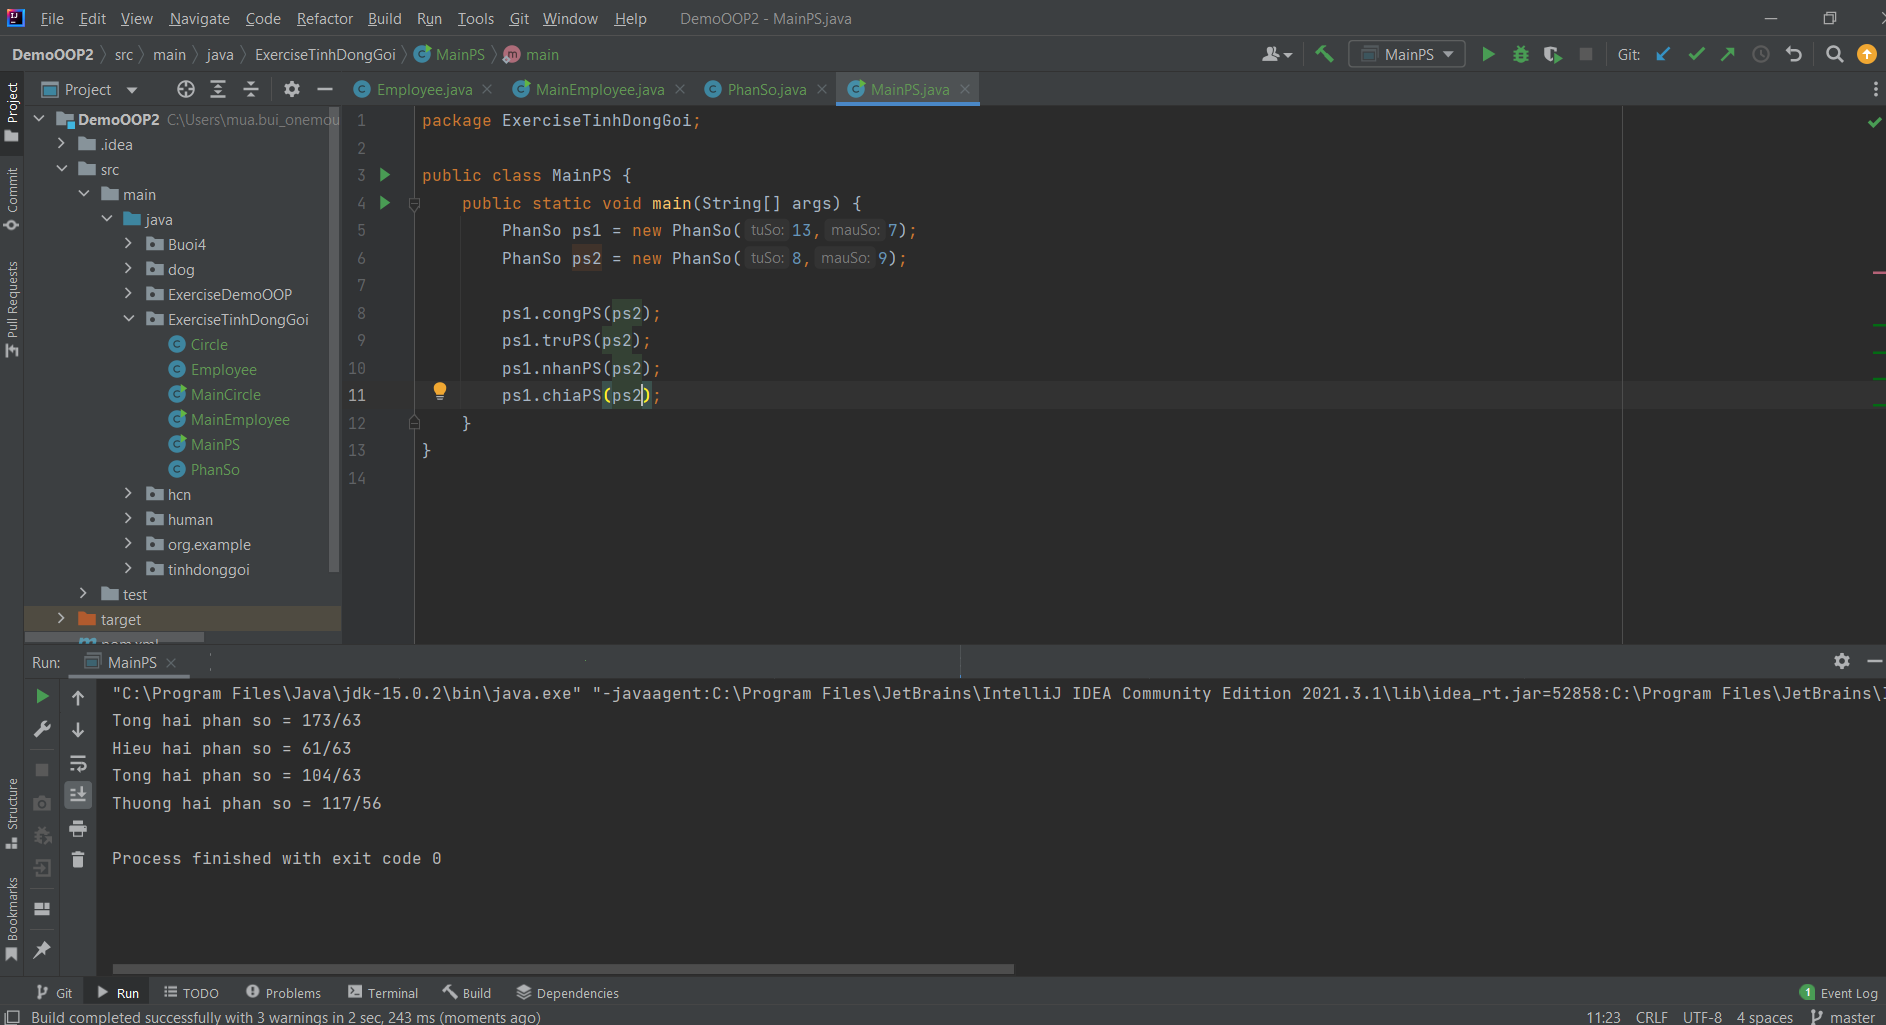 File Edit View Navigate Code Refactor Build Run Tools Git Window Help DemoOOP2 - MainPS.java
DemoOOP2 src main java ExerciseTinhDongGoi MainPS main
MainPS Git:
Project
Employee.java MainEmployee.java PhanSo.java MainPS.java
Project
Commit
Pull Requests
DemoOOP2 C:\Users\mua.bui_onemou
.idea
src
main
java
Buoi4
dog
ExerciseDemoOOP
ExerciseTinhDongGoi
Circle
Employee
MainCircle
MainEmployee
MainPS
PhanSo
hcn
human
org.example
tinhdonggoi
test
target
pom.xml
1 package ExerciseTinhDongGoi;
2
3 public class MainPS {
4 public static void main(String[] args) {
5 PhanSo ps1 = new PhanSo( tuSo: 13, mauSo: 7);
6 PhanSo ps2 = new PhanSo( tuSo: 8, mauSo: 9);
7
8 ps1.congPS(ps2);
9 ps1.truPS(ps2);
10 ps1.nhanPS(ps2);
11 ps1.chiaPS(ps2);
12 }
13 }
14
Run: MainPS
"C:\Program Files\Java\jdk-15.0.2\bin\java.exe" "-javaagent:C:\Program Files\JetBrains\IntelliJ IDEA Community Edition 2021.3.1\lib\idea_rt.jar=52858:C:\Program Files\JetBrains\
Tong hai phan so = 173/63
Hieu hai phan so = 61/63
Tong hai phan so = 104/63
Thuong hai phan so = 117/56
Process finished with exit code 0
Structure
Bookmarks
Git Run TODO Problems Terminal Build Dependencies 1 Event Log
Build completed successfully with 3 warnings in 2 sec, 243 ms (moments ago) 11:23 CRLF UTF-8 4 spaces master